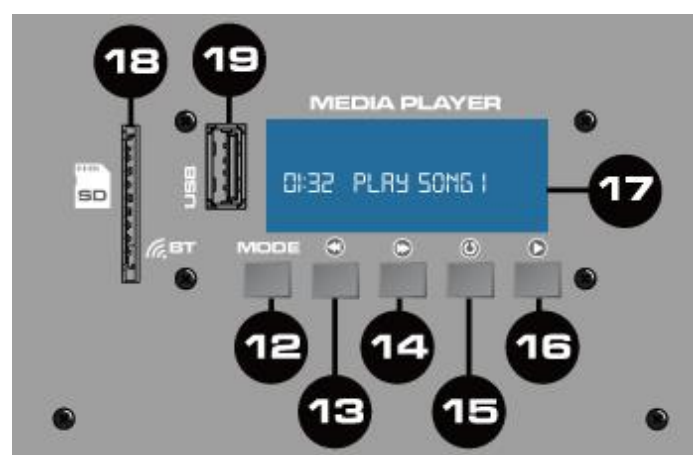 18
19
MEDIA PLAYER
01:32 PLAY SONG 1
17
SD
USB
BT
MODE
12
14
16
13
15